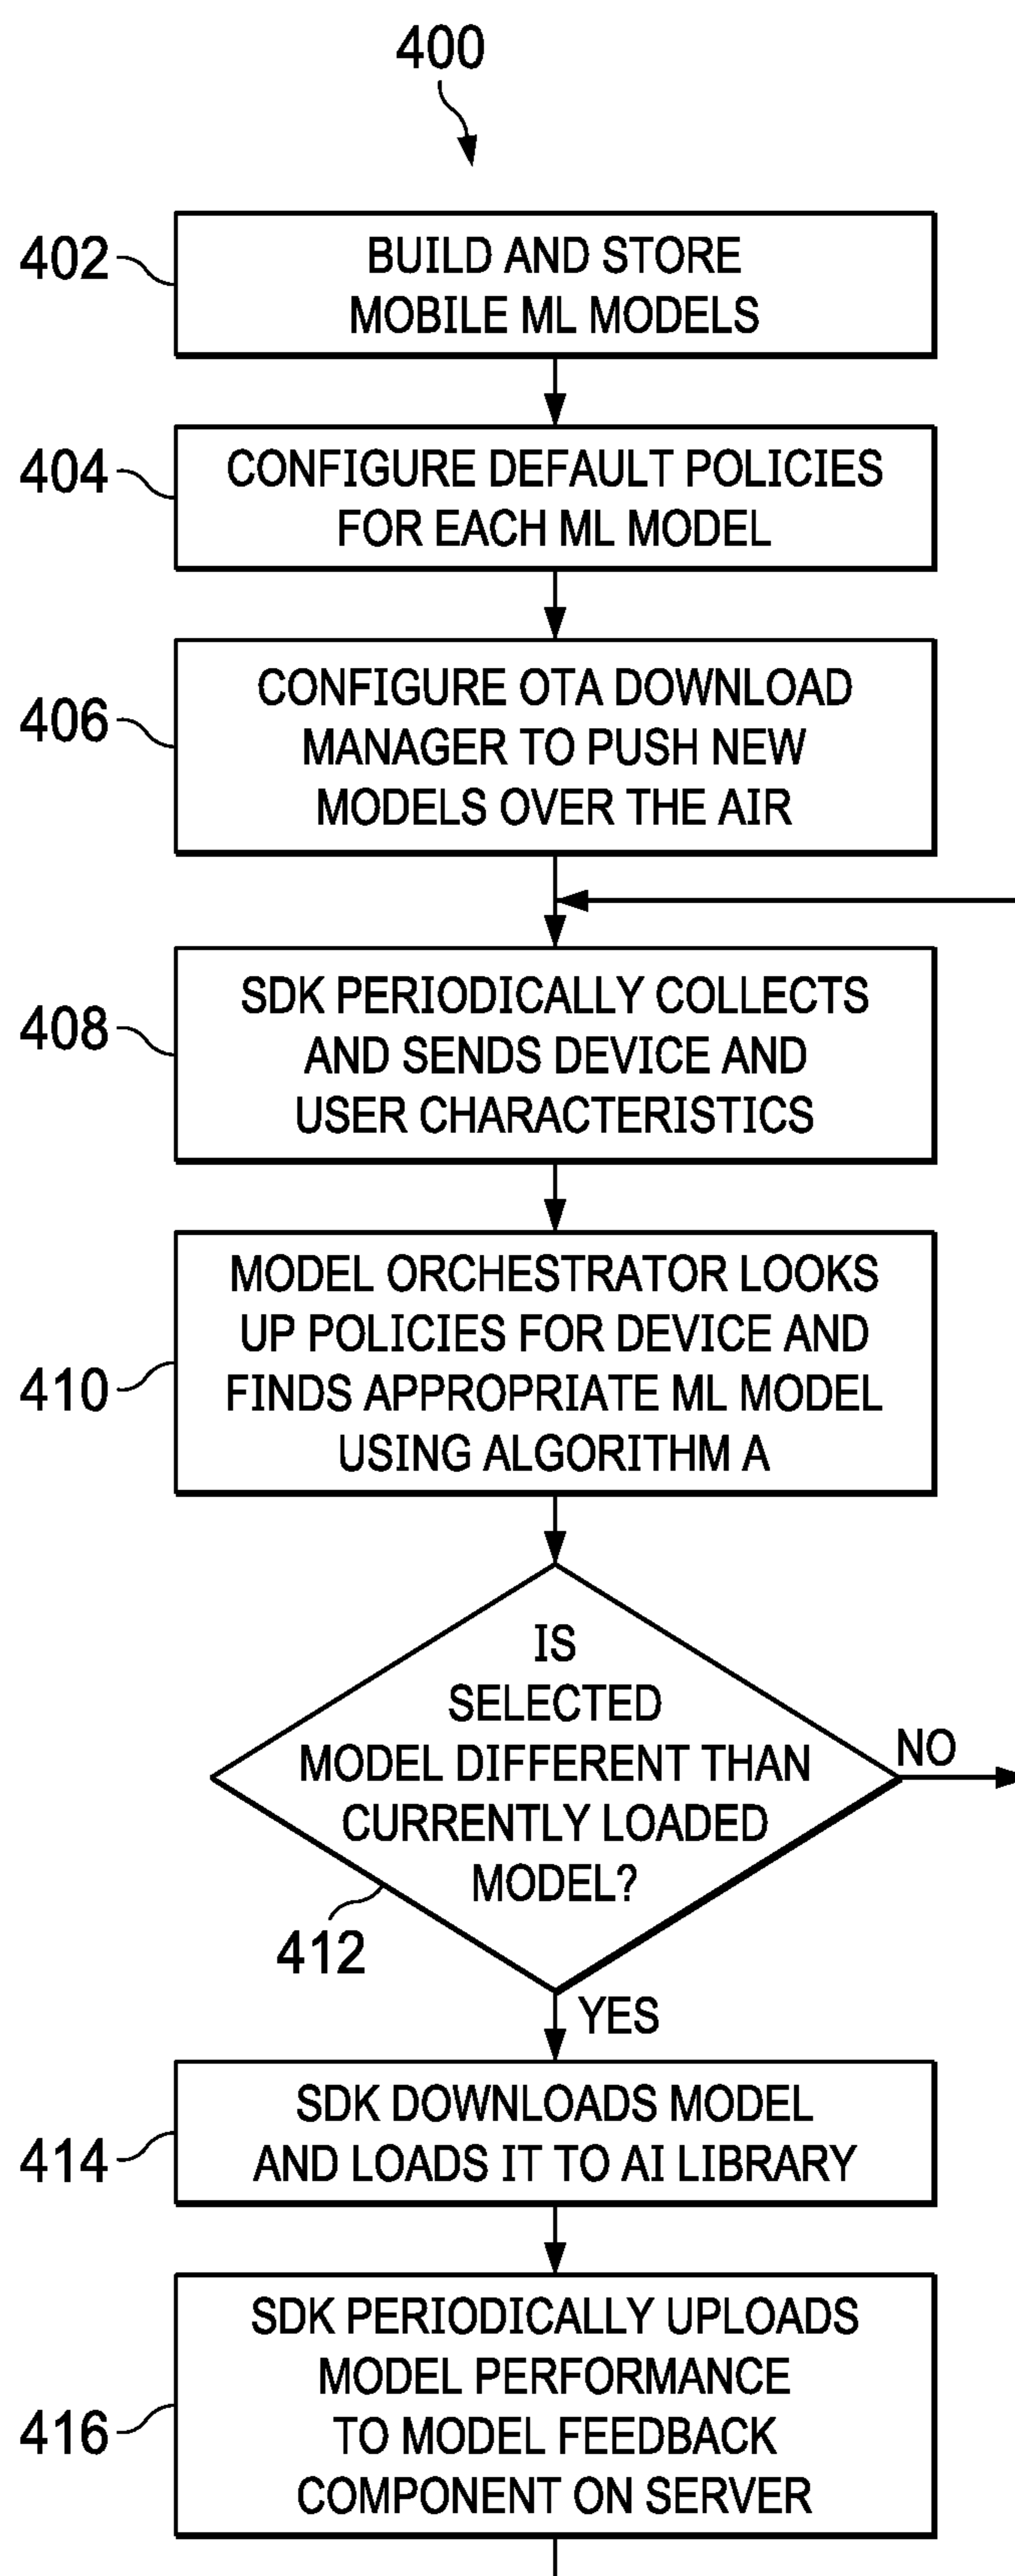 400
402
BUILD AND STORE
MOBILE ML MODELS
404
CONFIGURE DEFAULT POLICIES
FOR EACH ML MODEL
406
CONFIGURE OTA DOWNLOAD
MANAGER TO PUSH NEW
MODELS OVER THE AIR
408
SDK PERIODICALLY COLLECTS
AND SENDS DEVICE AND
USER CHARACTERISTICS
410
MODEL ORCHESTRATOR LOOKS
UP POLICIES FOR DEVICE AND
FINDS APPROPRIATE ML MODEL
USING ALGORITHM A
IS
SELECTED
MODEL DIFFERENT THAN
CURRENTLY LOADED
MODEL?
NO
412
YES
414
SDK DOWNLOADS MODEL
AND LOADS IT TO AI LIBRARY
416
SDK PERIODICALLY UPLOADS
MODEL PERFORMANCE
TO MODEL FEEDBACK
COMPONENT ON SERVER